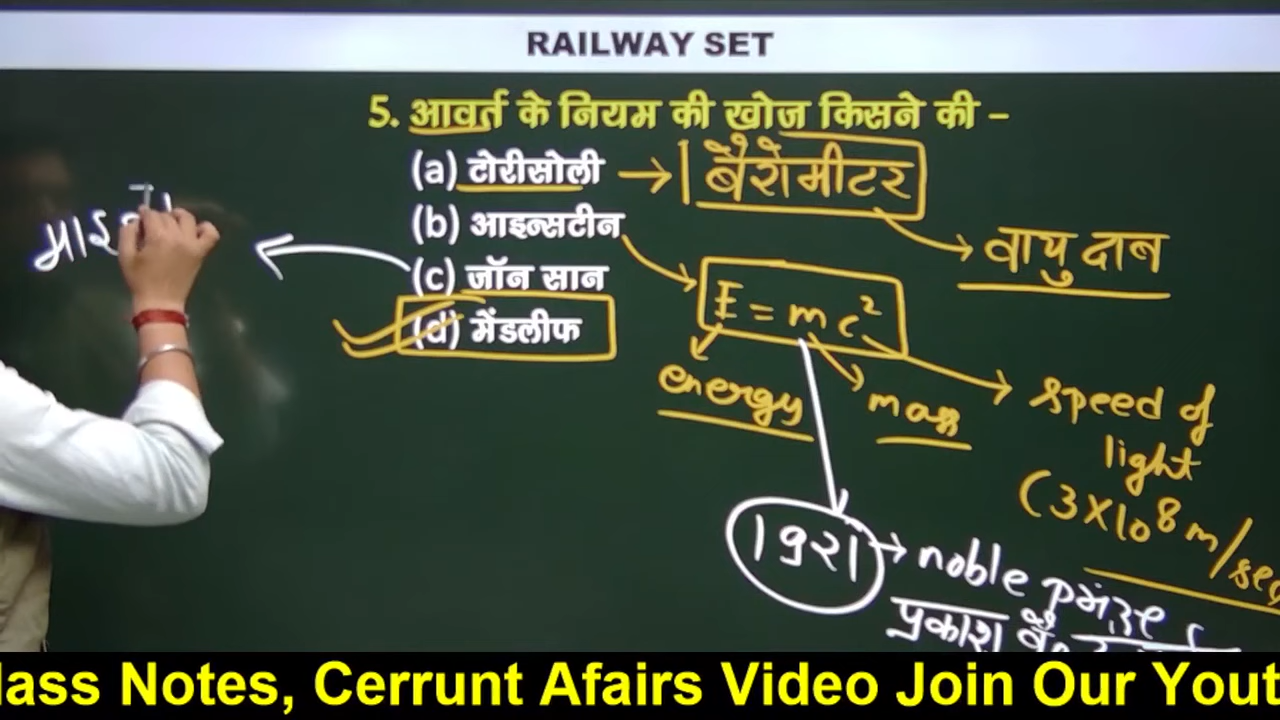 RAILWAY SET
5. आवर्त के नियम की खोज किसने की –
(a) टोरीसोली → बैरोमीटर → वायु दाब
(b) आइन्सटीन → E = mc²
(c) जॉन सान
(d) मेंडलीफ
energy
mass
speed of
light
(3×10⁸ m/sec
1921 → noble
प्रकाश
lass Notes, Cerrunt Afairs Video Join Our Yout